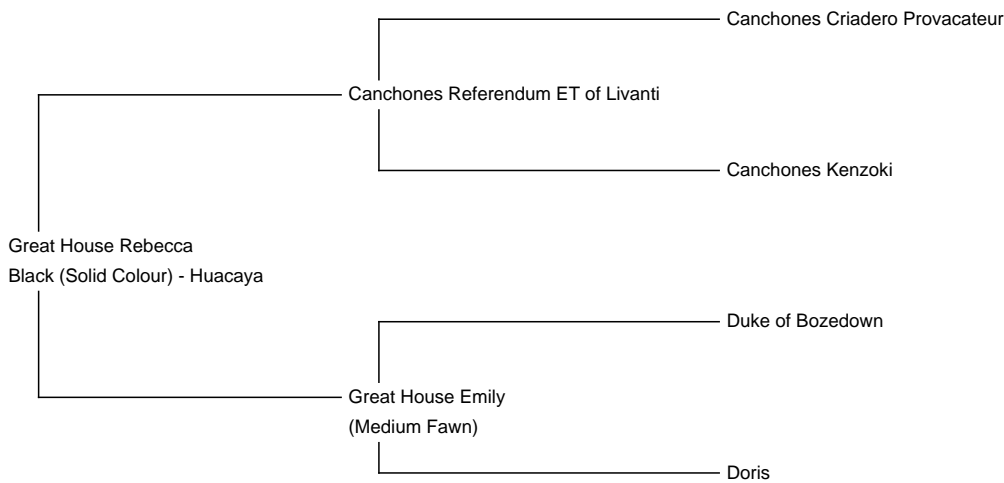 Canchones Criadero Provacateur
Canchones Referendum ET of Livanti
Canchones Kenzoki
Great House Rebecca
Black (Solid Colour) - Huacaya
Duke of Bozedown
Great House Emily
(Medium Fawn)
Doris